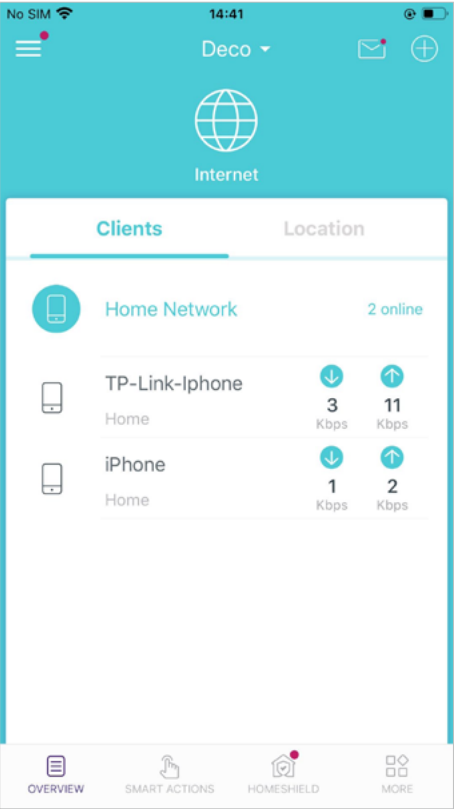 No SIM 14:41
Deco
Internet
Clients Location
Home Network 2 online
TP-Link-Iphone
3 11
Home Kbps Kbps
iPhone
1 2
Home Kbps Kbps
OVERVIEW SMART ACTIONS HOMESHIELD MORE